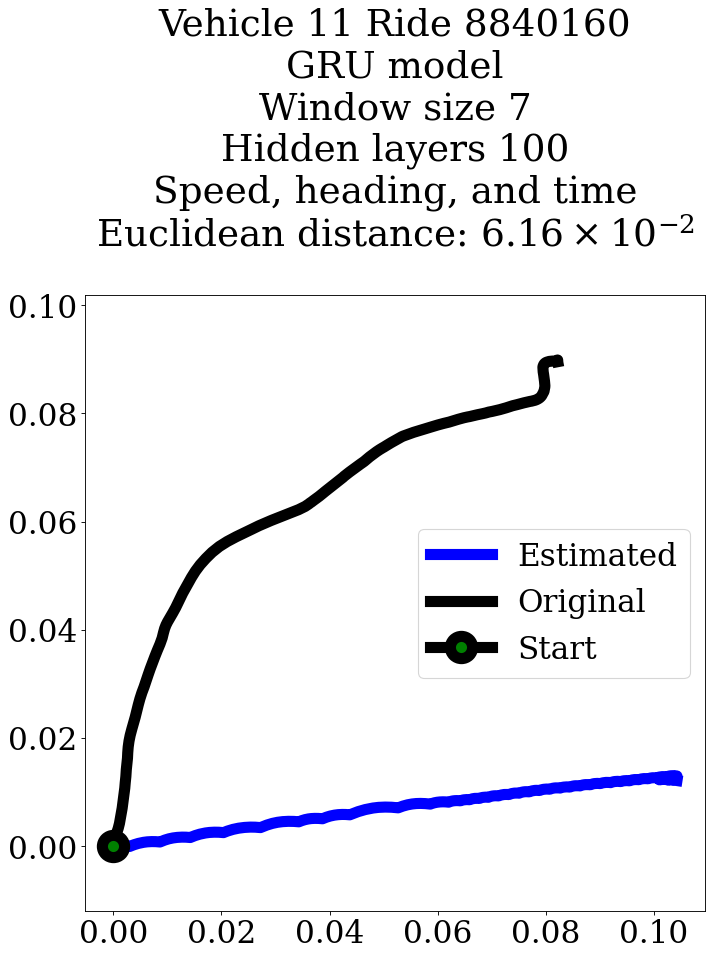 Vehicle 11 Ride 8840160
GRU model
Window size 7
Hidden layers 100
Speed, heading, and time
Euclidean distance: 6.16 × 10⁻²
0.10
0.08
0.06
0.04
0.02
0.00
Estimated
Original
Start
0.00 0.02 0.04 0.06 0.08 0.10